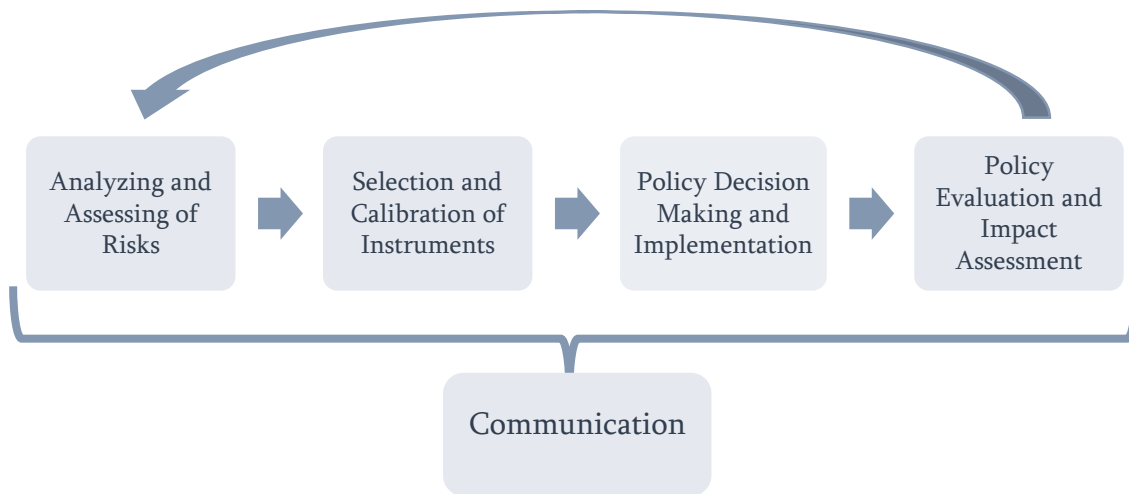 Analyzing and
Assessing of
Risks
Selection and
Calibration of
Instruments
Policy Decision
Making and
Implementation
Policy
Evaluation and
Impact
Assessment
Communication